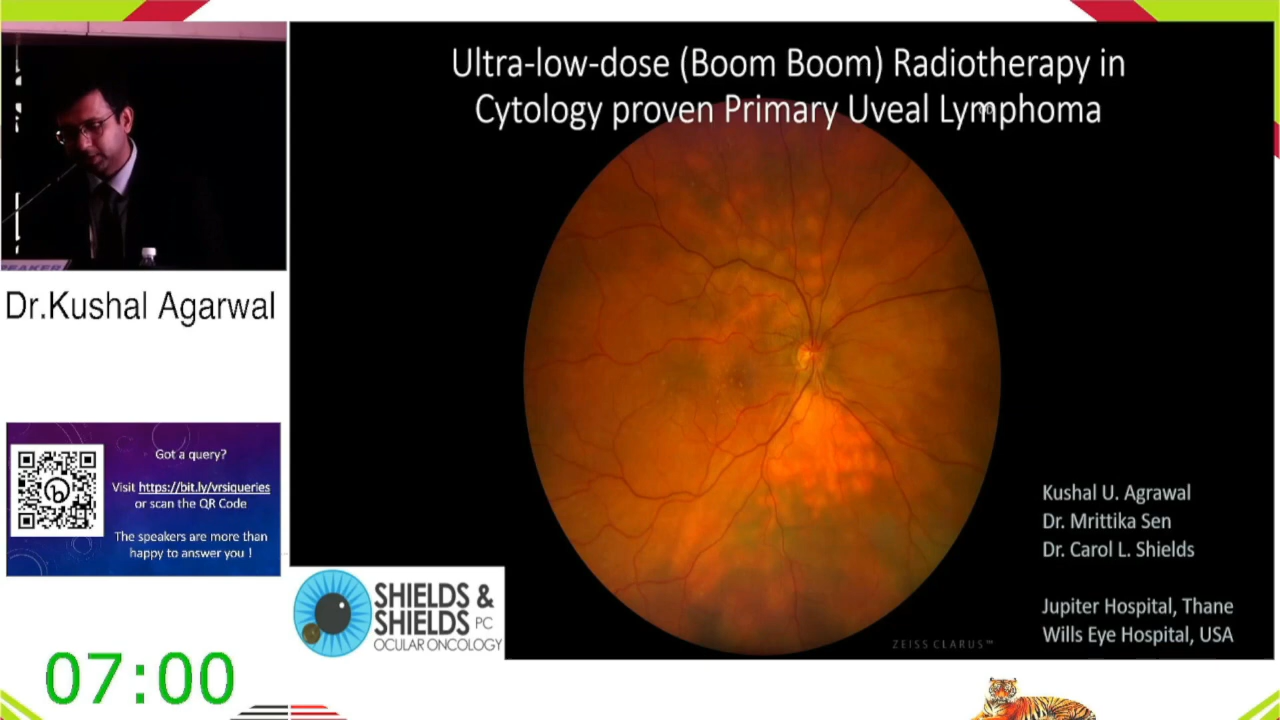 Ultra-low-dose (Boom Boom) Radiotherapy in
Cytology proven Primary Uveal Lymphoma
SPEAKER
Dr.Kushal Agarwal
Got a query?
Visit https://bit.ly/vrsiqueries
or scan the QR Code
The speakers are more than
happy to answer you !
Kushal U. Agrawal
Dr. Mrittika Sen
Dr. Carol L. Shields
Jupiter Hospital, Thane
Wills Eye Hospital, USA
ZEISS CLARUS™
SHIELDS &
SHIELDS PC
OCULAR ONCOLOGY
07:00